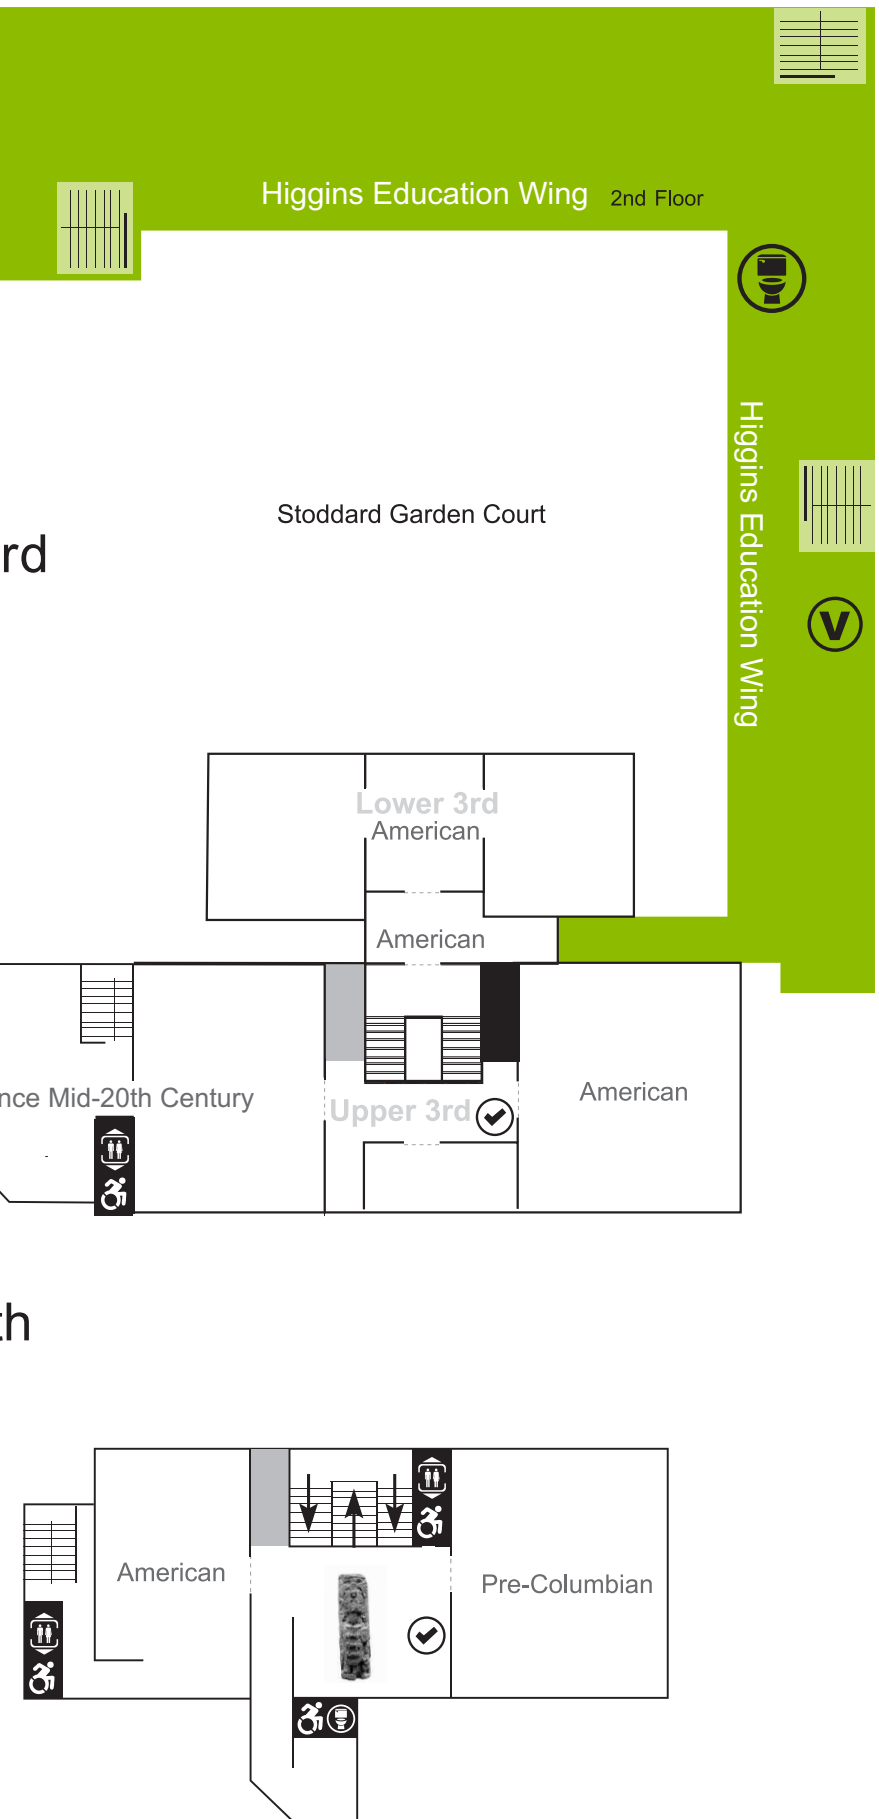 Higgins Education Wing 2nd Floor
Higgins Education Wing
Stoddard Garden Court
rd
V
Lower 3rd
American
American
nce Mid-20th Century
Upper 3rd
American
th
American
Pre-Columbian